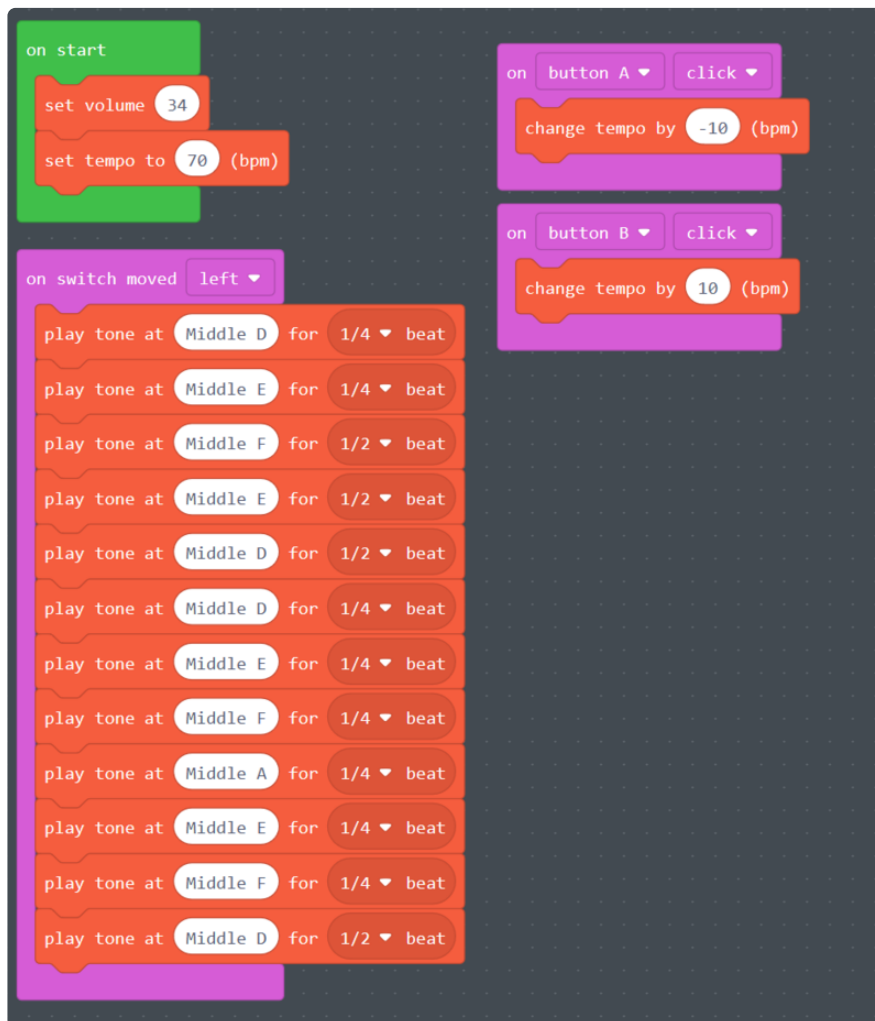 on start
set volume 34
set tempo to 70 (bpm)
on switch moved left
play tone at Middle D for 1/4 beat
play tone at Middle E for 1/4 beat
play tone at Middle F for 1/2 beat
play tone at Middle E for 1/2 beat
play tone at Middle D for 1/2 beat
play tone at Middle D for 1/4 beat
play tone at Middle E for 1/4 beat
play tone at Middle F for 1/4 beat
play tone at Middle A for 1/4 beat
play tone at Middle E for 1/4 beat
play tone at Middle F for 1/4 beat
play tone at Middle D for 1/2 beat
on button A click
change tempo by -10 (bpm)
on button B click
change tempo by 10 (bpm)